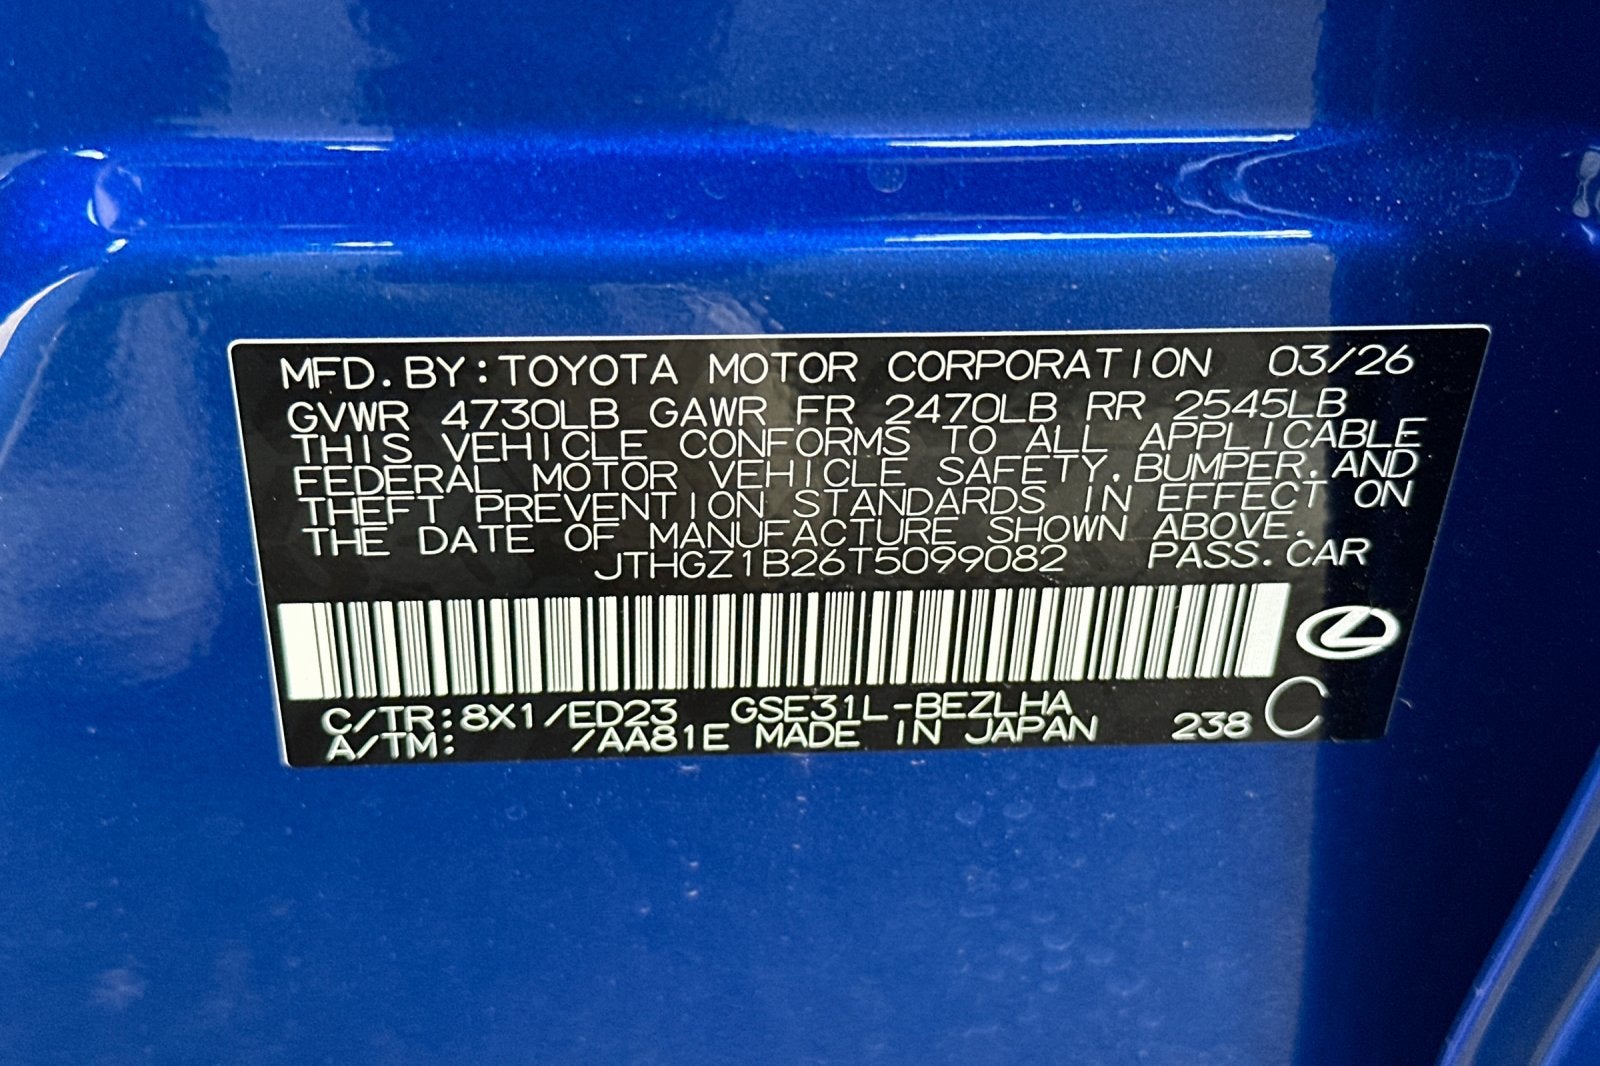 MFD. BY: TOYOTA MOTOR CORPORATION 03/26
GVWR 4730LB GAWR FR 2470LB RR 2545LB
THIS VEHICLE CONFORMS TO ALL APPLICABLE
FEDERAL MOTOR VEHICLE SAFETY, BUMPER, AND
THEFT PREVENTION STANDARDS IN EFFECT ON
THE DATE OF MANUFACTURE SHOWN ABOVE.
JTHGZ1B26T5099082 PASS. CAR
C/TR: 8X1/ED23 GSE31L-BEZLHA
A/TM: /AA81E MADE IN JAPAN 238 C